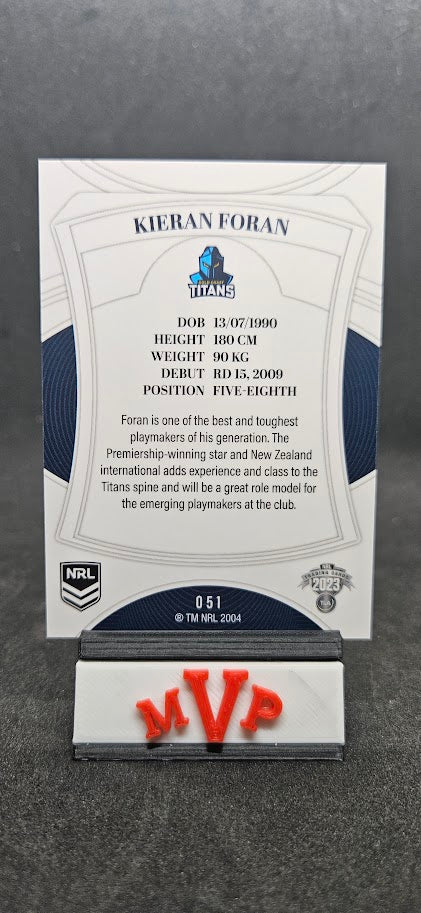 KIERAN FORAN
GOLD COAST
TITANS
DOB 13/07/1990
HEIGHT 180 CM
WEIGHT 90 KG
DEBUT RD 15, 2009
POSITION FIVE-EIGHTH
Foran is one of the best and toughest
playmakers of his generation. The
Premiership-winning star and New Zealand
international adds experience and class to the
Titans spine and will be a great role model for
the emerging playmakers at the club.
NRL
NRL
TRADING CARDS
2023
051
® TM NRL 2004
MVP